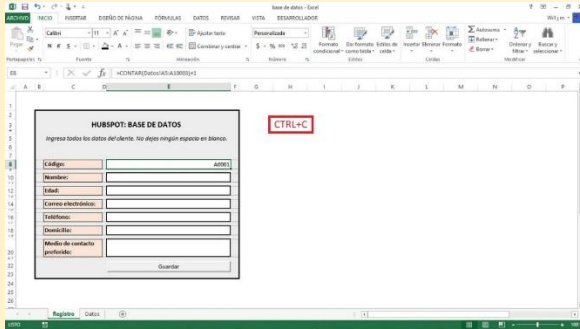 base de datos - Excel
ARCHIVO INICIO INSERTAR DISEÑO DE PÁGINA FÓRMULAS DATOS REVISAR VISTA DESARROLLADOR
Calibri 11 Ajustar texto Personalizada Autosuma
Pegar N K S Combinar y centrar Formato condicional Dar formato como tabla Estilos de celda Insertar Eliminar Formato Rellenar Borrar Ordenar y filtrar Buscar y seleccionar
Portapapeles Fuente Alineación Número Estilos Celdas Modificar
E8 fx =CONTAR(Datos!A5:A10003)+1
HUBSPOT: BASE DE DATOS
CTRL+C
Ingresa todos los datos del cliente. No dejes ningún espacio en blanco.
Código: A0001
Nombre:
Edad:
Correo electrónico:
Teléfono:
Domicilio:
Medio de contacto
preferido:
Guardar
Registro Datos
LISTO